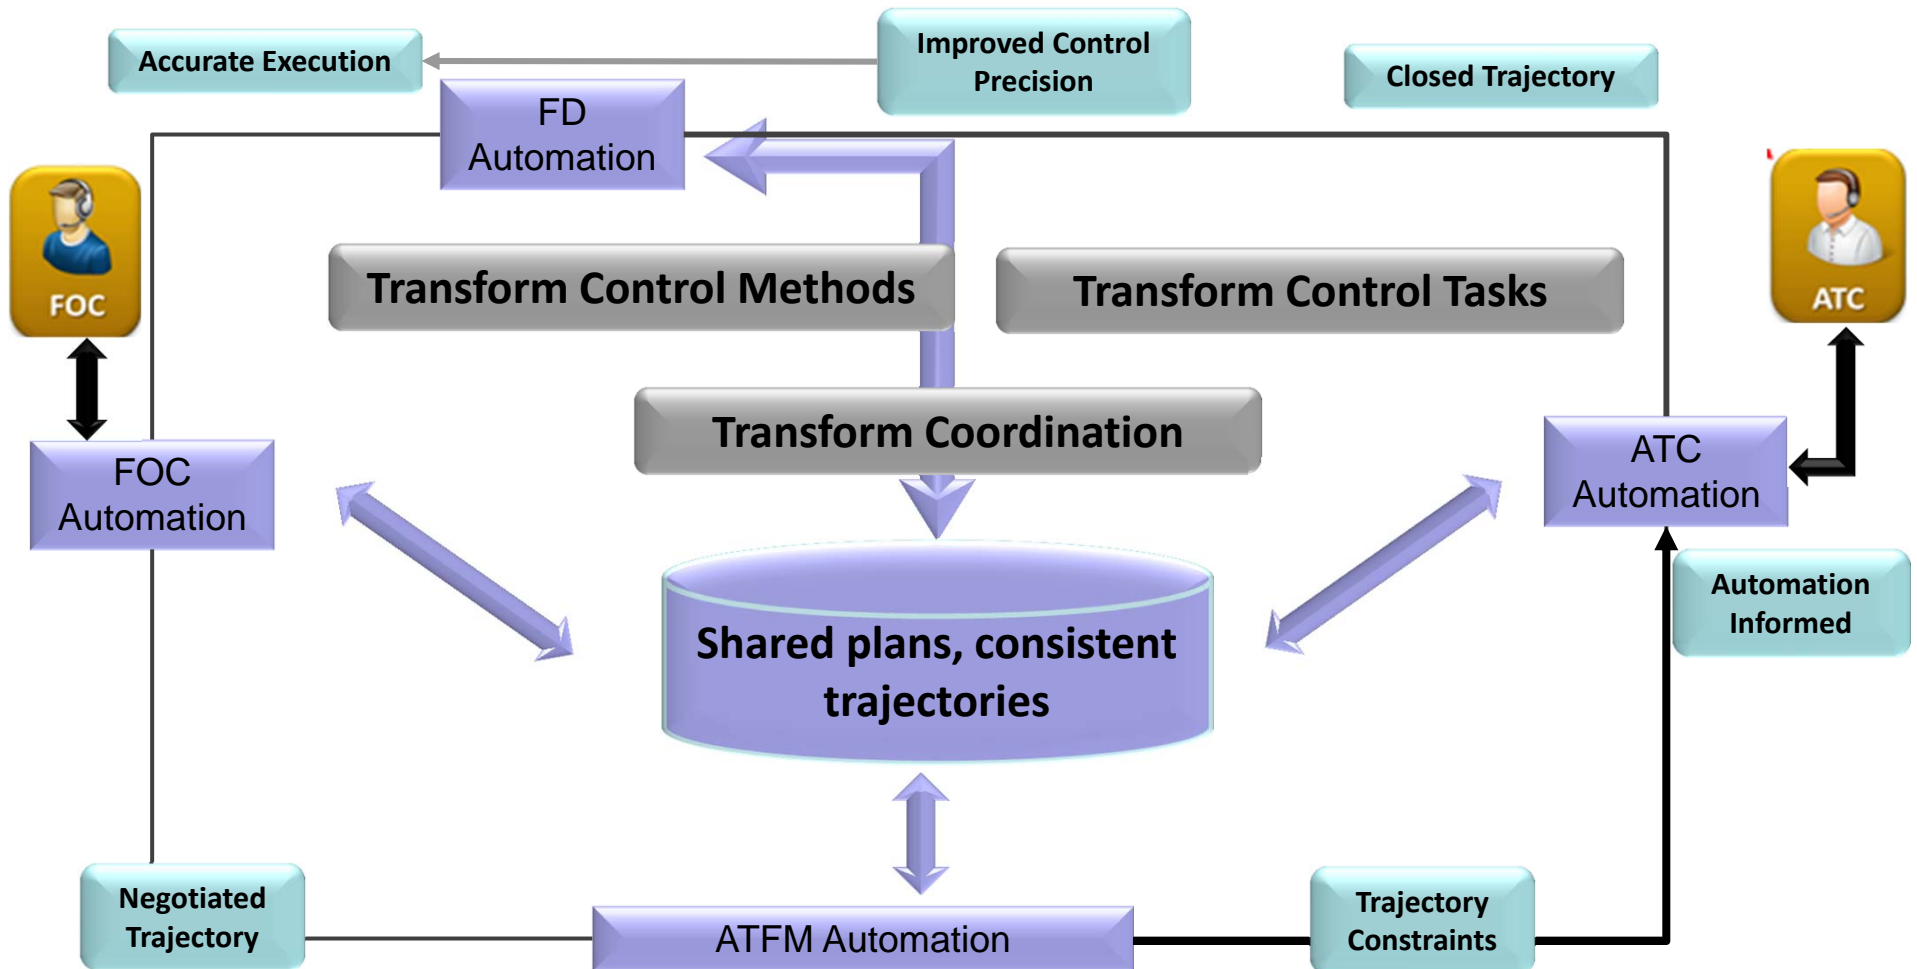 Improved Control
Precision
Accurate Execution
Closed Trajectory
FD
Automation
FOC
ATC
Transform Control Methods
Transform Control Tasks
Transform Coordination
FOC
Automation
ATC
Automation
Automation
Informed
Shared plans, consistent
trajectories
Negotiated
Trajectory
ATFM Automation
Trajectory
Constraints